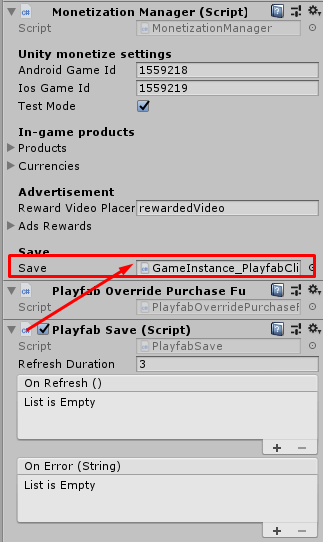 Monetization Manager (Script)
Script MonetizationManager
Unity monetize settings
Android Game Id 1559218
Ios Game Id 1559219
Test Mode
In-game products
Products
Currencies
Advertisement
Reward Video Placer rewardedVideo
Ads Rewards
Save
Save GameInstance_PlayfabCli
Playfab Override Purchase Fu
Script PlayfabOverridePurchaseF
Playfab Save (Script)
Script PlayfabSave
Refresh Duration 3
On Refresh ()
List is Empty
On Error (String)
List is Empty